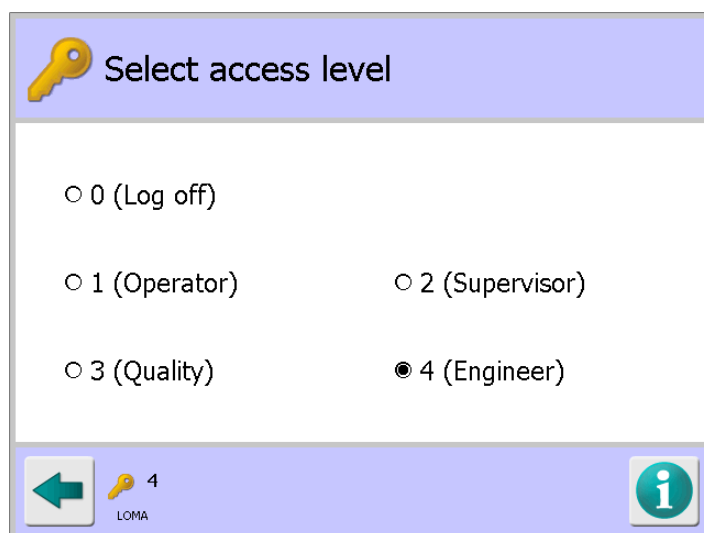 Select access level
0 (Log off)
1 (Operator) 2 (Supervisor)
3 (Quality) 4 (Engineer)
4
LOMA
i